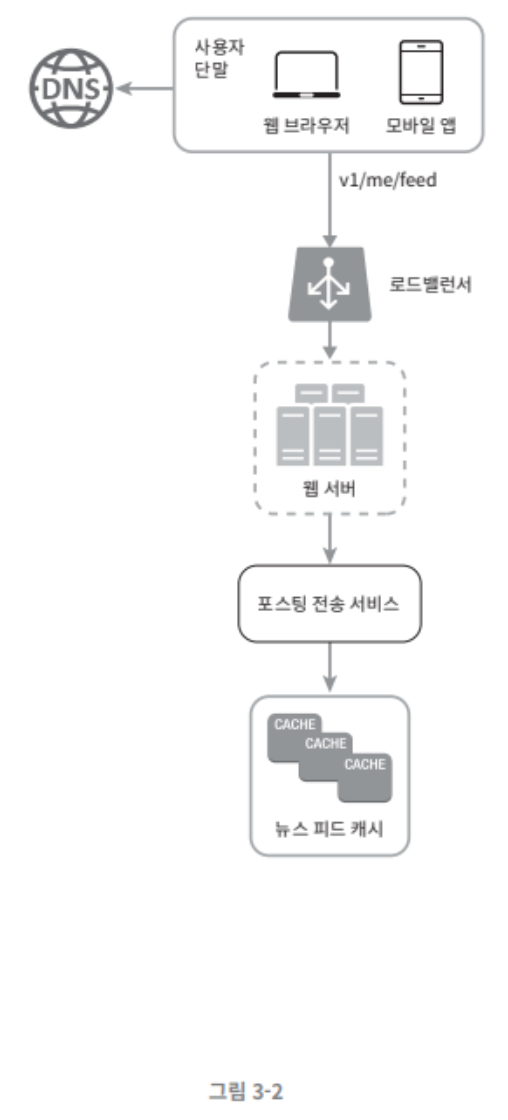 사용자
단말
DNS
웹 브라우저
모바일 앱
v1/me/feed
로드밸런서
웹 서버
포스팅 전송 서비스
CACHE
CACHE
CACHE
뉴스 피드 캐시
그림 3-2